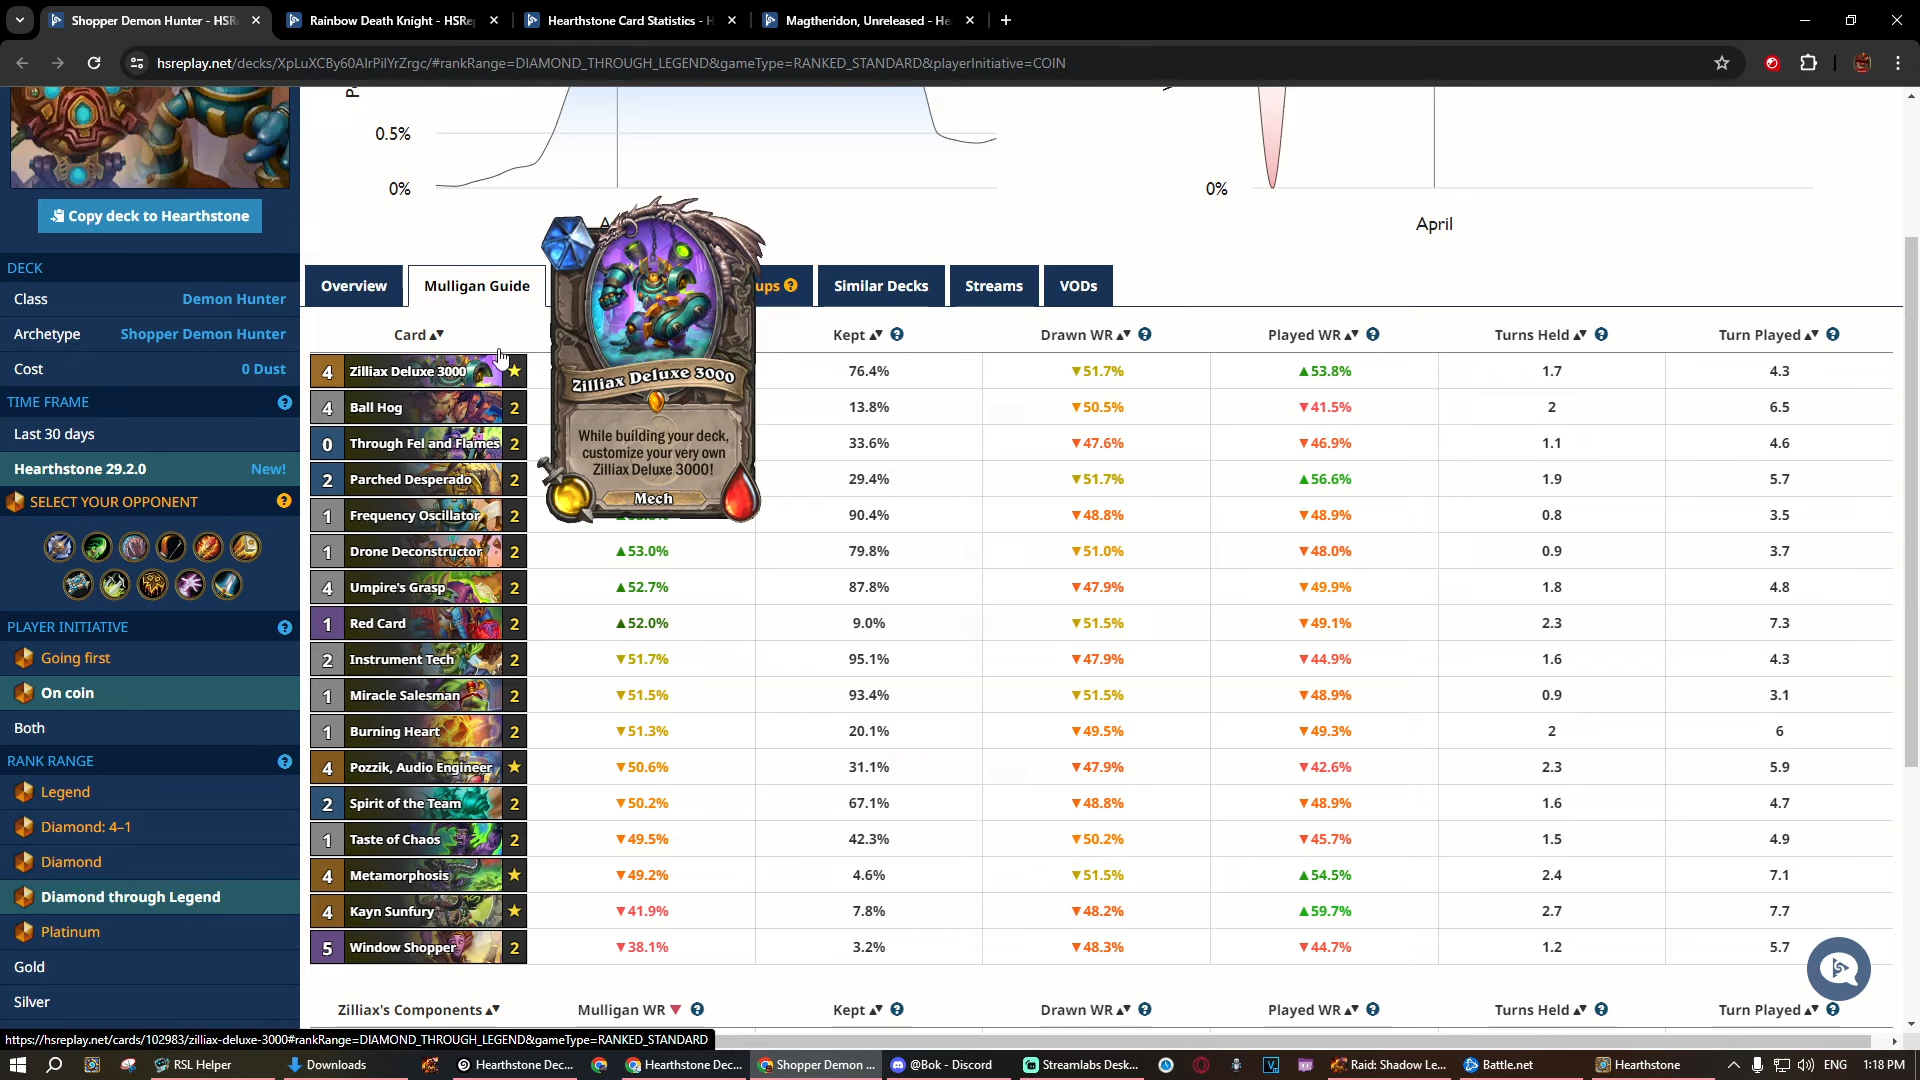 Shopper Demon Hunter - HSRe
Rainbow Death Knight - HSRep
Hearthstone Card Statistics - H
Magtheridon, Unreleased - He
hsreplay.net/decks/XpLuXCBy60AIrPiIYrZrgc/#rankRange=DIAMOND_THROUGH_LEGEND&gameType=RANKED_STANDARD&playerInitiative=COIN
0.5%
0%
0%
April
Copy deck to Hearthstone
DECK
Class Demon Hunter
Archetype Shopper Demon Hunter
Cost 0 Dust
TIME FRAME ?
Last 30 days
Hearthstone 29.2.0 New!
SELECT YOUR OPPONENT ?
PLAYER INITIATIVE ?
Going first
On coin
Both
RANK RANGE ?
Legend
Diamond: 4–1
Diamond
Diamond through Legend
Platinum
Gold
Silver
Overview Mulligan Guide ups ? Similar Decks Streams VODs
Card Kept ? Drawn WR ? Played WR ? Turns Held ? Turn Played ?
4 Zilliax Deluxe 3000 76.4% ▼51.7% ▲53.8% 1.7 4.3
4 Ball Hog 2 13.8% ▼50.5% ▼41.5% 2 6.5
0 Through Fel and Flames 2 33.6% ▼47.6% ▼46.9% 1.1 4.6
2 Parched Desperado 2 29.4% ▼51.7% ▲56.6% 1.9 5.7
1 Frequency Oscillator 2 90.4% ▼48.8% ▼48.9% 0.8 3.5
1 Drone Deconstructor 2 ▲53.0% 79.8% ▼51.0% ▼48.0% 0.9 3.7
4 Umpire's Grasp 2 ▲52.7% 87.8% ▼47.9% ▼49.9% 1.8 4.8
1 Red Card 2 ▲52.0% 9.0% ▼51.5% ▼49.1% 2.3 7.3
2 Instrument Tech 2 ▼51.7% 95.1% ▼47.9% ▼44.9% 1.6 4.3
1 Miracle Salesman 2 ▼51.5% 93.4% ▼51.5% ▼48.9% 0.9 3.1
1 Burning Heart 2 ▼51.3% 20.1% ▼49.5% ▼49.3% 2 6
4 Pozzik, Audio Engineer ▼50.6% 31.1% ▼47.9% ▼42.6% 2.3 5.9
2 Spirit of the Team 2 ▼50.2% 67.1% ▼48.8% ▼48.9% 1.6 4.7
1 Taste of Chaos 2 ▼49.5% 42.3% ▼50.2% ▼45.7% 1.5 4.9
4 Metamorphosis ▼49.2% 4.6% ▼51.5% ▲54.5% 2.4 7.1
4 Kayn Sunfury ▼41.9% 7.8% ▼48.2% ▲59.7% 2.7 7.7
5 Window Shopper 2 ▼38.1% 3.2% ▼48.3% ▼44.7% 1.2 5.7
Zilliax Deluxe 3000
While building your deck,
customize your very own
Zilliax Deluxe 3000!
Mech
Zilliax's Components Mulligan WR ? Kept ? Drawn WR ? Played WR ? Turns Held ? Turn Played ?
https://hsreplay.net/cards/102983/zilliax-deluxe-3000#rankRange=DIAMOND_THROUGH_LEGEND&gameType=RANKED_STANDARD
RSL Helper Downloads Hearthstone Dec... Hearthstone Dec... Shopper Demon ... @Bok - Discord Streamlabs Desk... Raid: Shadow Le... Battle.net Hearthstone ENG 1:18 PM